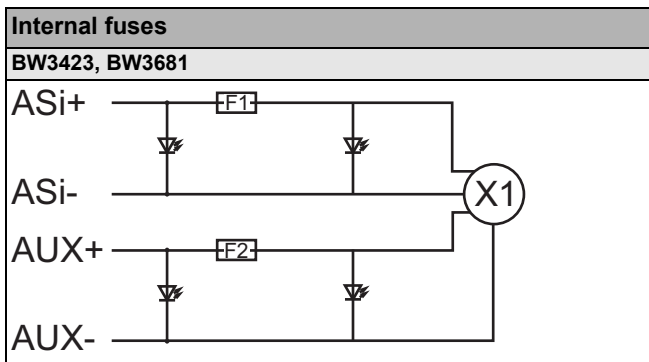 Internal fuses
BW3423, BW3681
ASi+
F1
ASi-
X1
AUX+
F2
AUX-